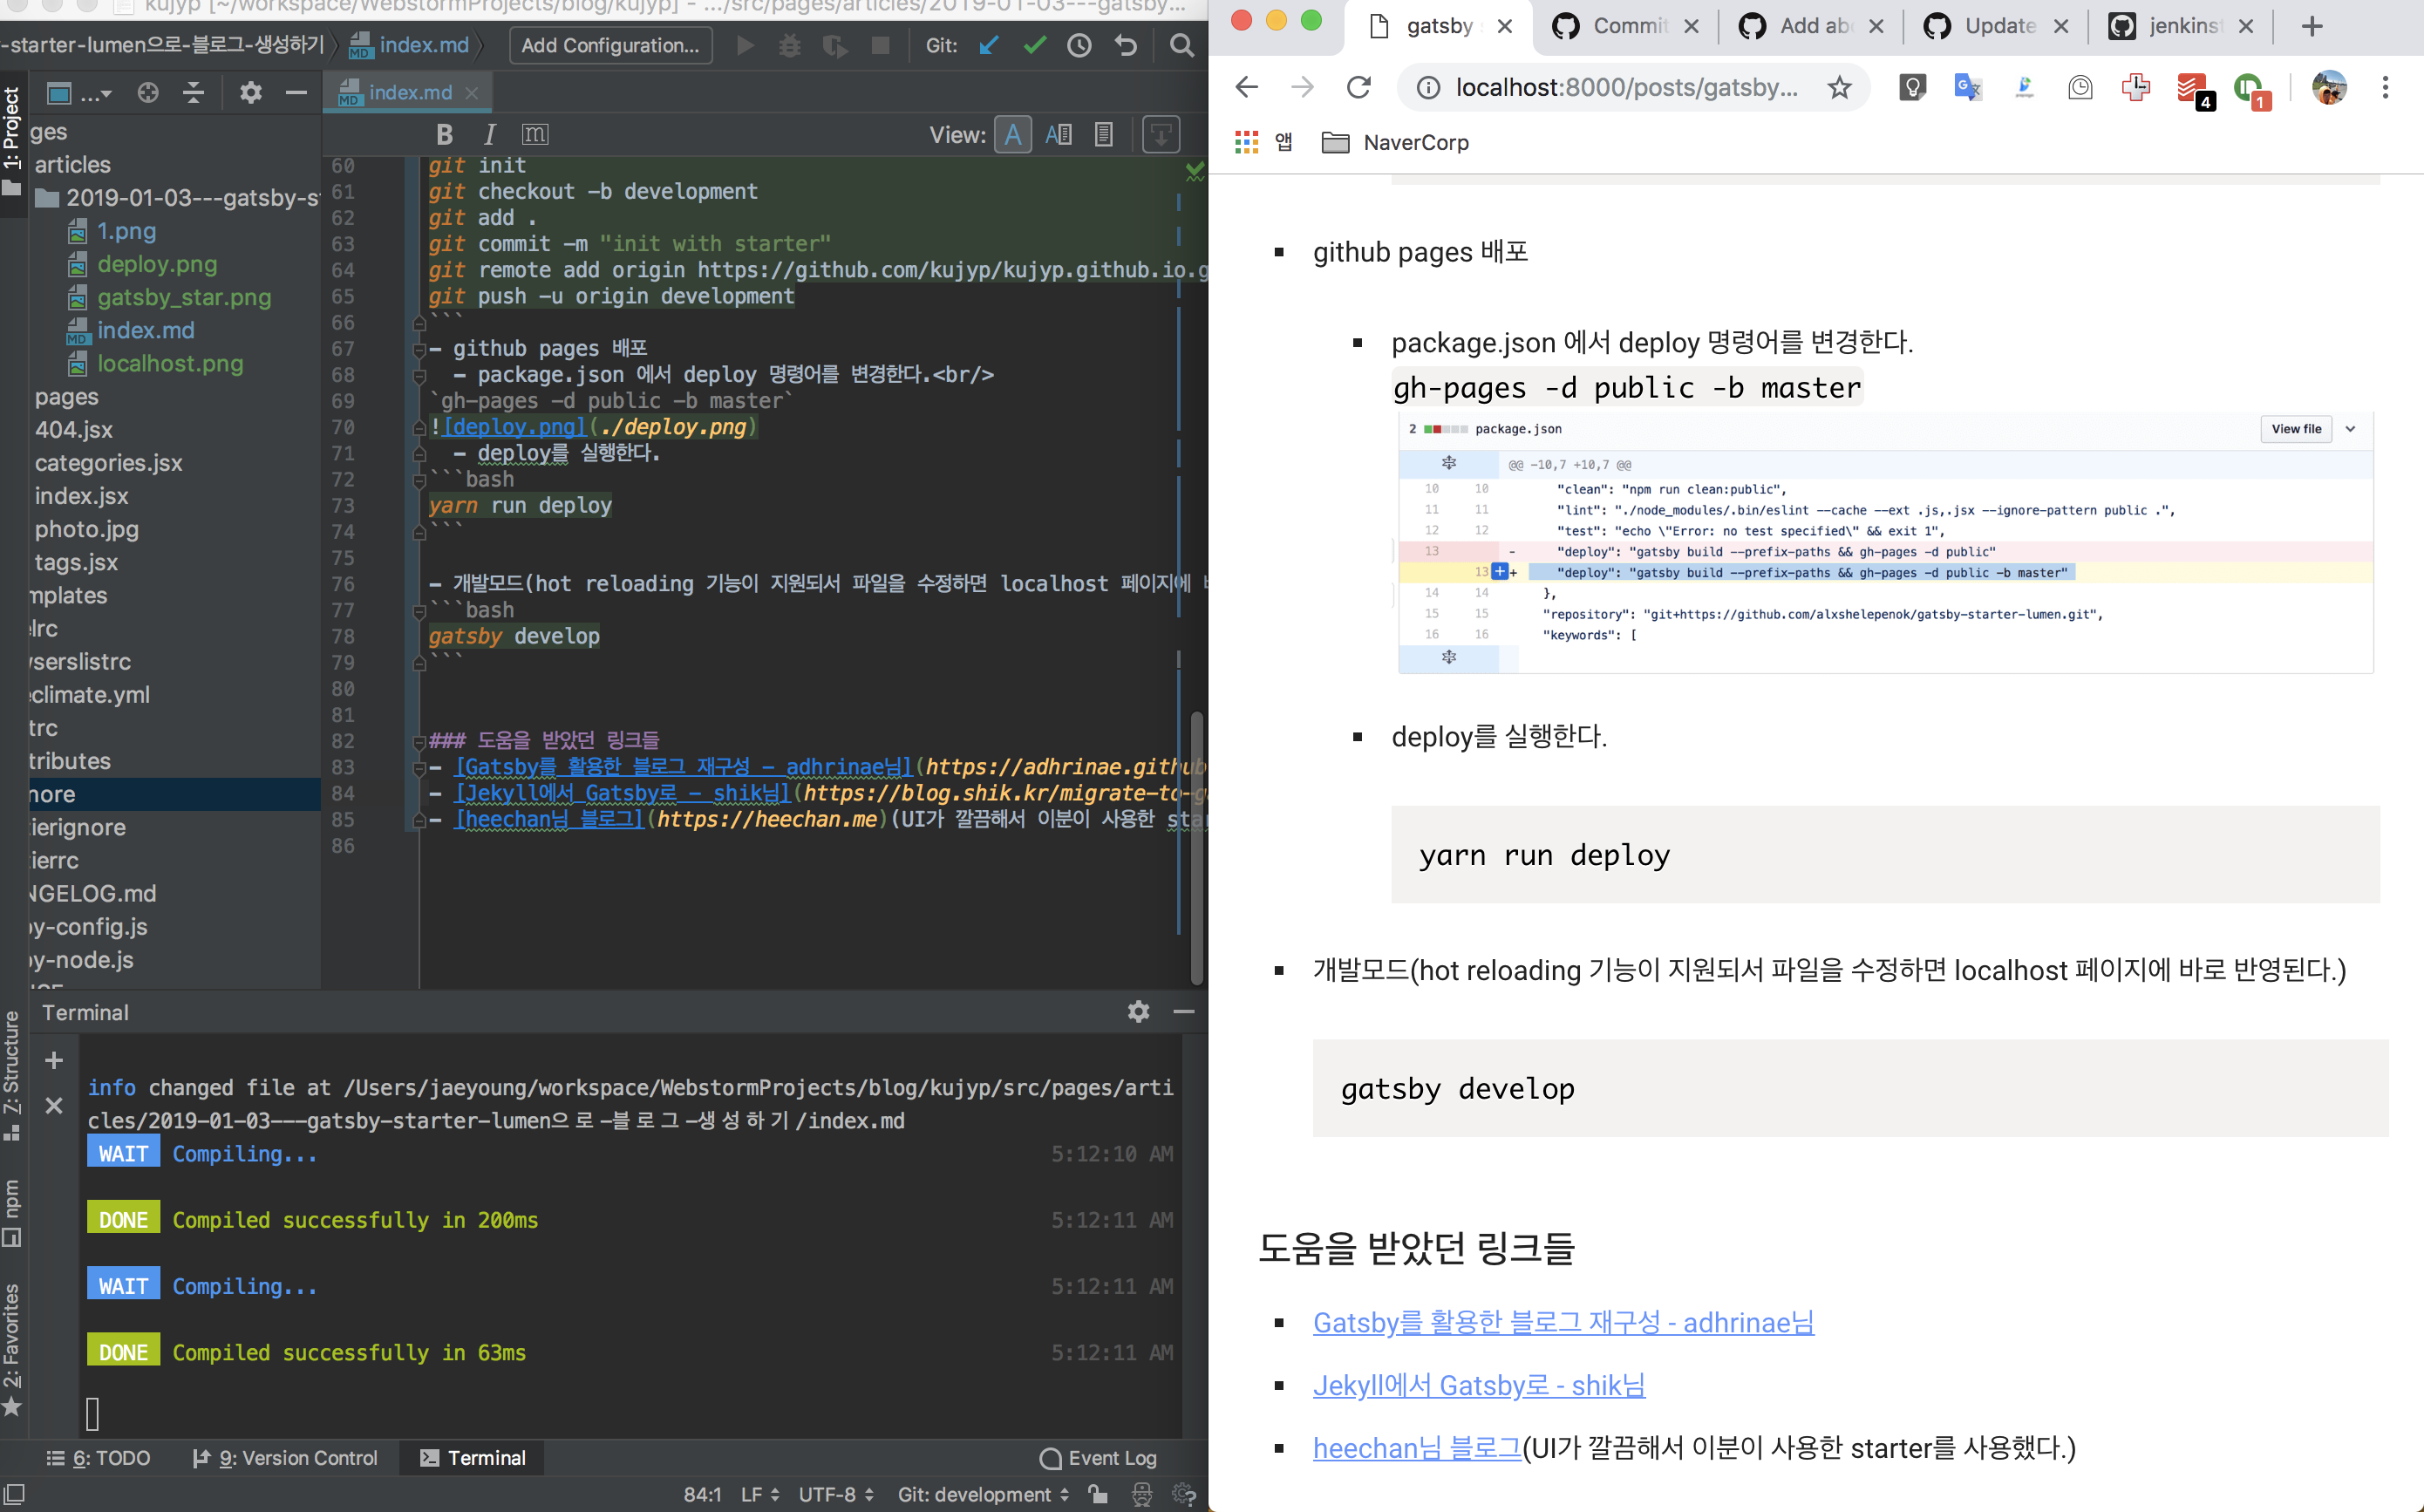 kujyp [~/workspace/WebstormProjects/blog/kujyp] - .../src/pages/articles/2019-01-03---gatsby-...
-starter-lumen으로-블로그-생성하기 index.md Add Configuration... Git:
1: Project
index.md
View:
ges
articles
2019-01-03---gatsby-s
1.png
deploy.png
gatsby_star.png
index.md
localhost.png
pages
404.jsx
categories.jsx
index.jsx
photo.jpg
tags.jsx
mplates
wserslistrc
climate.yml
trc
tributes
nore
tierignore
tierrc
NGELOG.md
by-config.js
by-node.js
60 git init
61 git checkout -b development
62 git add .
63 git commit -m "init with starter"
64 git remote add origin https://github.com/kujyp/kujyp.github.io.g
65 git push -u origin development
66 ```
67 - github pages 배포
68 - package.json 에서 deploy 명령어를 변경한다.<br/>
69 `gh-pages -d public -b master`
70 ![deploy.png](./deploy.png)
71 - deploy를 실행한다.
72 ```bash
73 yarn run deploy
74 ```
75
76 - 개발모드(hot reloading 기능이 지원되서 파일을 수정하면 localhost 페이지에
77 ```bash
78 gatsby develop
79 ```
80
81
82 ### 도움을 받았던 링크들
83 - [Gatsby를 활용한 블로그 재구성 - adhrinae님](https://adhrinae.github
84 - [Jekyll에서 Gatsby로 - shik님](https://blog.shik.kr/migrate-to-g
85 - [heechan님 블로그](https://heechan.me)(UI가 깔끔해서 이분이 사용한 sta
86
7: Structure
npm
2: Favorites
Terminal
info changed file at /Users/jaeyoung/workspace/WebstormProjects/blog/kujyp/src/pages/arti
cles/2019-01-03---gatsby-starter-lumen으로-블로그-생성하기/index.md
WAIT Compiling... 5:12:10 AM
DONE Compiled successfully in 200ms 5:12:11 AM
WAIT Compiling... 5:12:11 AM
DONE Compiled successfully in 63ms 5:12:11 AM
6: TODO 9: Version Control Terminal Event Log
84:1 LF UTF-8 Git: development
gatsby Commit Add abo Update jenkinst
localhost:8000/posts/gatsby... 4 1
앱 NaverCorp
github pages 배포
package.json 에서 deploy 명령어를 변경한다.
gh-pages -d public -b master
2 package.json View file
@@ -10,7 +10,7 @@
10 10 "clean": "npm run clean:public",
11 11 "lint": "./node_modules/.bin/eslint --cache --ext .js,.jsx --ignore-pattern public .",
12 12 "test": "echo \"Error: no test specified\" && exit 1",
13 - "deploy": "gatsby build --prefix-paths && gh-pages -d public"
13 + "deploy": "gatsby build --prefix-paths && gh-pages -d public -b master"
14 14 },
15 15 "repository": "git+https://github.com/alxshelepenok/gatsby-starter-lumen.git",
16 16 "keywords": [
deploy를 실행한다.
yarn run deploy
개발모드(hot reloading 기능이 지원되서 파일을 수정하면 localhost 페이지에 바로 반영된다.)
gatsby develop
도움을 받았던 링크들
Gatsby를 활용한 블로그 재구성 - adhrinae님
Jekyll에서 Gatsby로 - shik님
heechan님 블로그(UI가 깔끔해서 이분이 사용한 starter를 사용했다.)